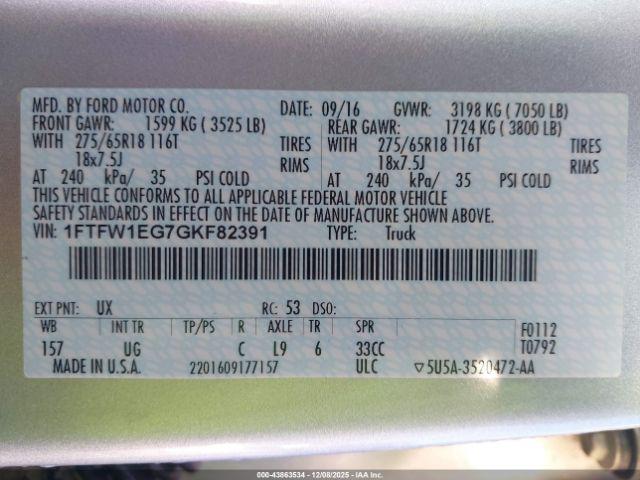 MFD. BY FORD MOTOR CO. DATE: 09/16 GVWR: 3198 KG ( 7050 LB)
FRONT GAWR: 1599 KG ( 3525 LB) REAR GAWR: 1724 KG ( 3800 LB)
WITH 275/65R18 116T TIRES WITH 275/65R18 116T TIRES
18x7.5J RIMS 18x7.5J RIMS
AT 240 kPa/ 35 PSI COLD AT 240 kPa/ 35 PSI COLD
THIS VEHICLE CONFORMS TO ALL APPLICABLE FEDERAL MOTOR VEHICLE
SAFETY STANDARDS IN EFFECT ON THE DATE OF MANUFACTURE SHOWN ABOVE.
VIN: 1FTFW1EG7GKF82391 TYPE: Truck
EXT PNT: UX RC: 53 DSO:
WB INT TR TP/PS R AXLE TR SPR F0112
157 UG C L9 6 33CC T0792
MADE IN U.S.A. 2201609177157 ULC ▽5U5A-3520472-AA
000-43863534 - 12/08/2025 - IAAI, Inc.